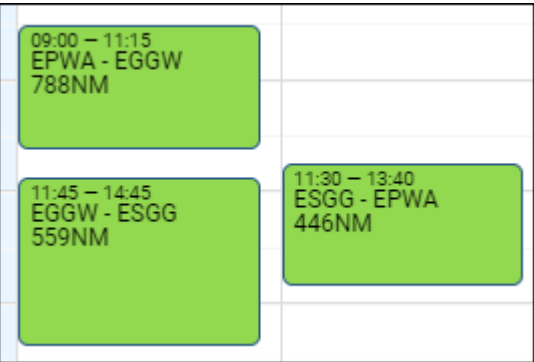 09:00 – 11:15
EPWA - EGGW
788NM
11:45 – 14:45
EGGW - ESGG
559NM
11:30 – 13:40
ESGG - EPWA
446NM